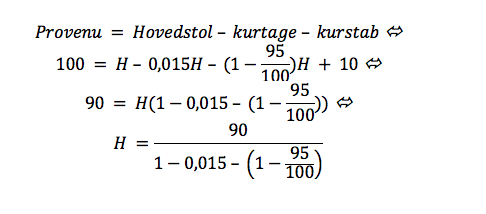 Provenu = Hovedstol – kurtage – kurstab ⇔
100 = H – 0,015H – (1 – 95/100)H + 10 ⇔
90 = H(1 – 0,015 – (1 – 95/100)) ⇔
H = 90 / (1 – 0,015 – (1 – 95/100))